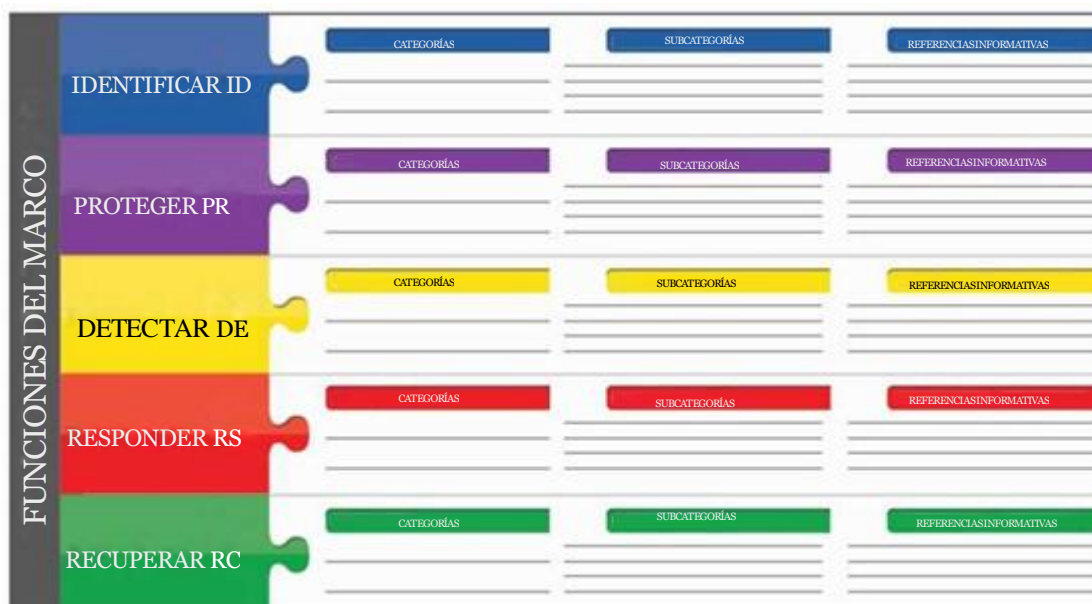 FUNCIONES DEL MARCO
IDENTIFICAR ID
CATEGORÍAS
SUBCATEGORÍAS
REFERENCIASINFORMATIVAS
PROTEGER PR
CATEGORÍAS
SUBCATEGORÍAS
REFERENCIASINFORMATIVAS
DETECTAR DE
CATEGORÍAS
SUBCATEGORÍAS
REFERENCIASINFORMATIVAS
RESPONDER RS
CATEGORÍAS
SUBCATEGORÍAS
REFERENCIASINFORMATIVAS
RECUPERAR RC
CATEGORÍAS
SUBCATEGORÍAS
REFERENCIASINFORMATIVAS